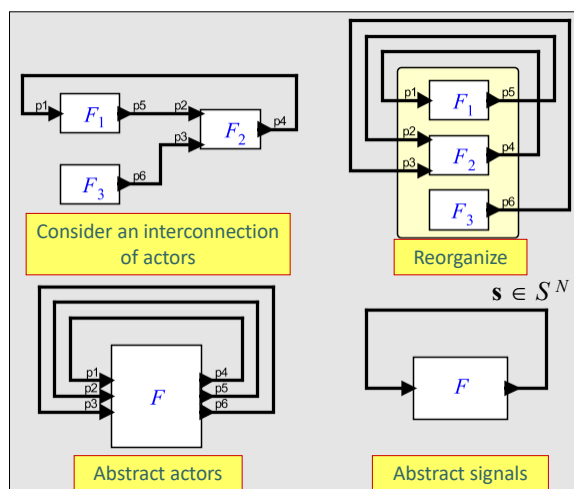 p1
F1
p5
p2
p3
F2
p4
F3
p6
Consider an interconnection
of actors
p1
F1
p5
p2
p3
F2
p4
F3
p6
Reorganize
s ∈ S^N
p1
p2
p3
F
p4
p5
p6
Abstract actors
F
Abstract signals